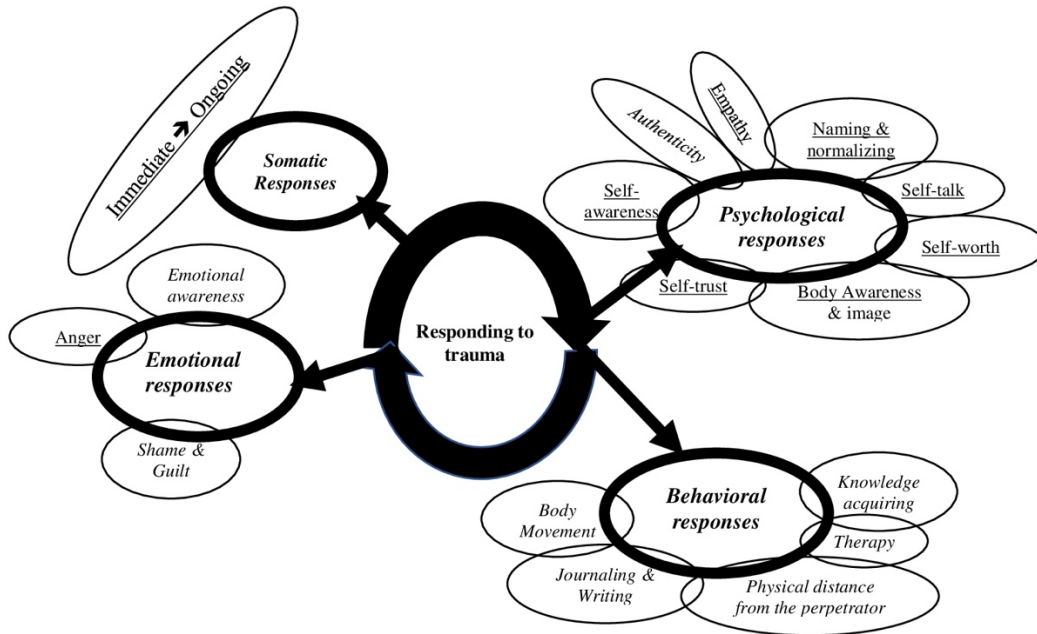 Immediate ➔ Ongoing
Somatic
Responses
Authenticity
Empathy
Naming &
normalizing
Self-
awareness
Psychological
responses
Self-talk
Self-worth
Self-trust
Body Awareness
& image
Emotional
awareness
Anger
Emotional
responses
Shame &
Guilt
Responding to
trauma
Behavioral
responses
Knowledge
acquiring
Body
Movement
Therapy
Journaling &
Writing
Physical distance
from the perpetrator